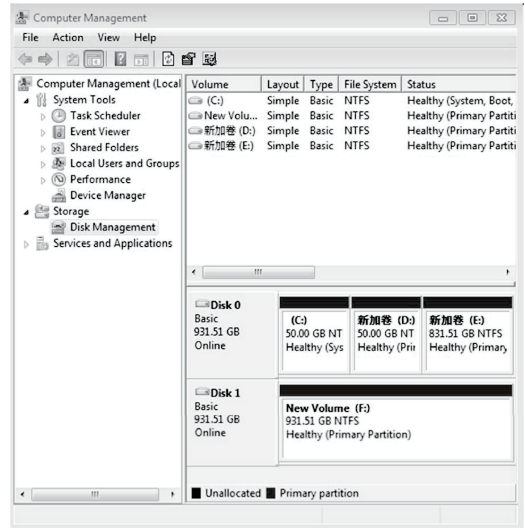 Computer Management
File Action View Help
Computer Management (Local
System Tools
Task Scheduler
Event Viewer
Shared Folders
Local Users and Groups
Performance
Device Manager
Storage
Disk Management
Services and Applications
Volume Layout Type File System Status
(C:) Simple Basic NTFS Healthy (System, Boot,
New Volu... Simple Basic NTFS Healthy (Primary Partiti
新加卷 (D:) Simple Basic NTFS Healthy (Primary Partiti
新加卷 (E:) Simple Basic NTFS Healthy (Primary Partiti
Disk 0
Basic
931.51 GB
Online
(C:)
50.00 GB NT
Healthy (Sys
新加卷 (D:)
50.00 GB NT
Healthy (Prir
新加卷 (E:)
831.51 GB NTFS
Healthy (Primary
Disk 1
Basic
931.51 GB
Online
New Volume (F:)
931.51 GB NTFS
Healthy (Primary Partition)
Unallocated Primary partition